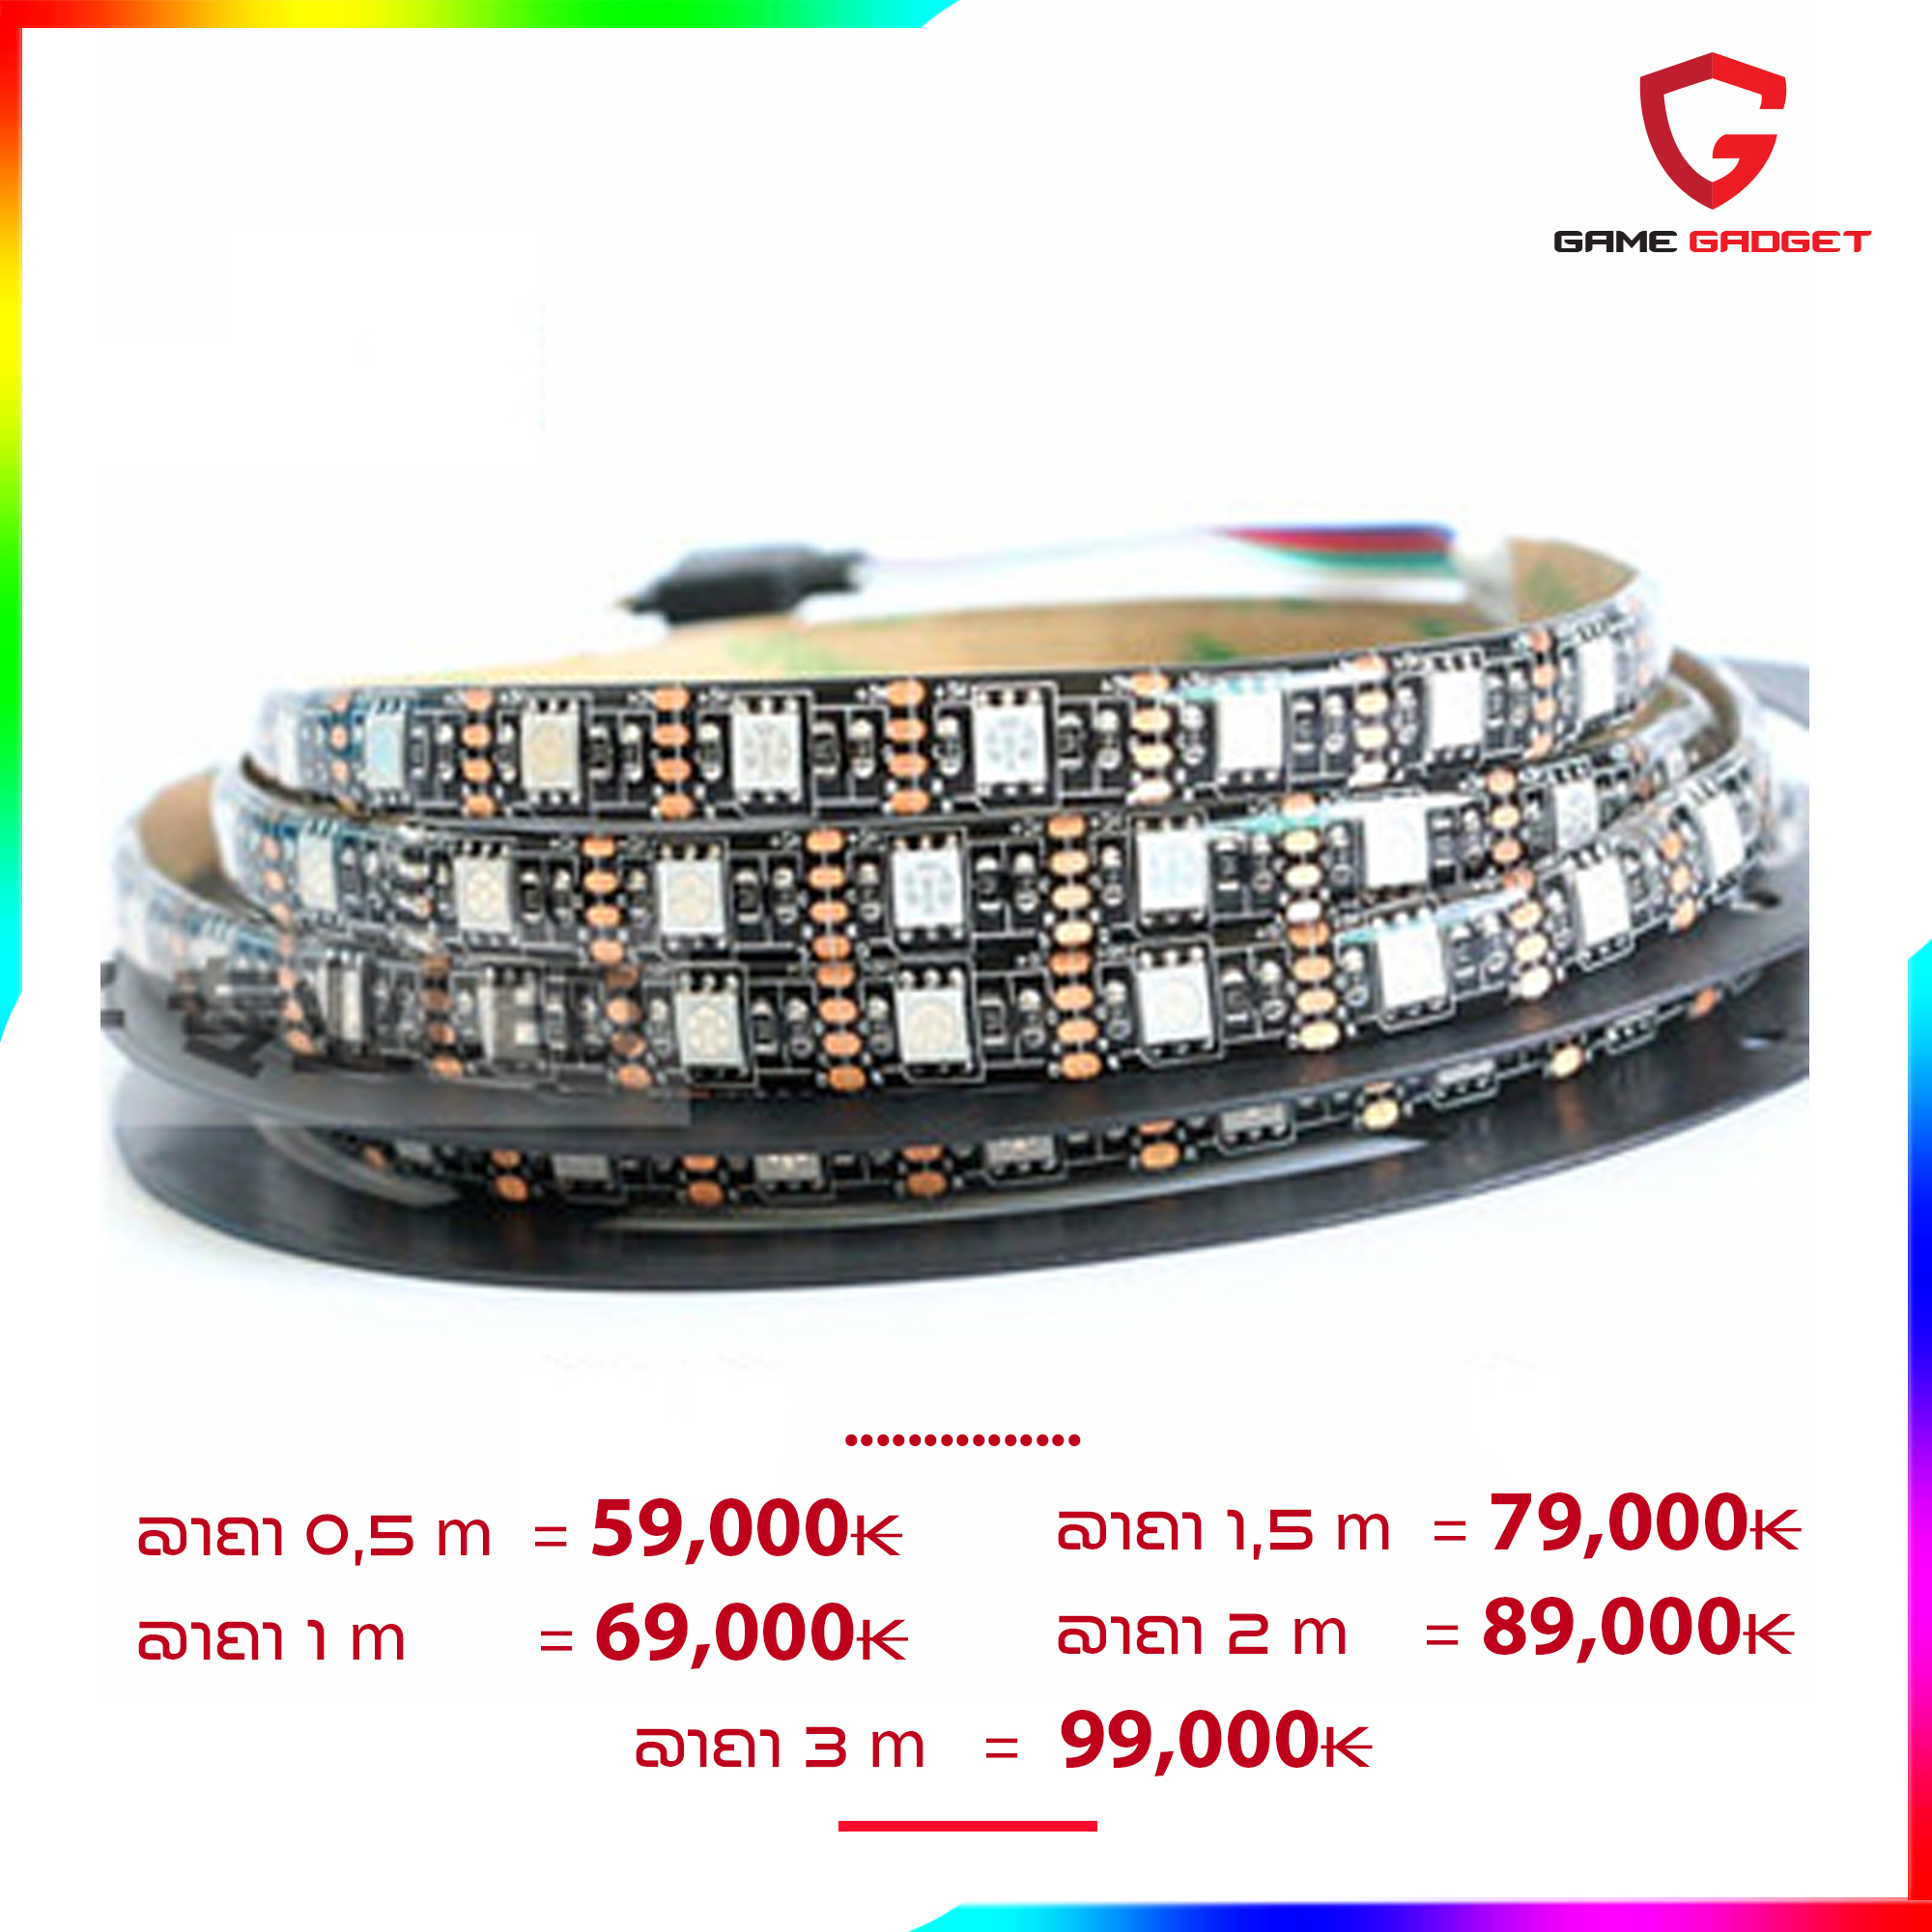 GAME GADGET
ລາຄາ 0,5 m = 59,000₭
ລາຄາ 1,5 m = 79,000₭
ລາຄາ 1 m = 69,000₭
ລາຄາ 2 m = 89,000₭
ລາຄາ 3 m = 99,000₭